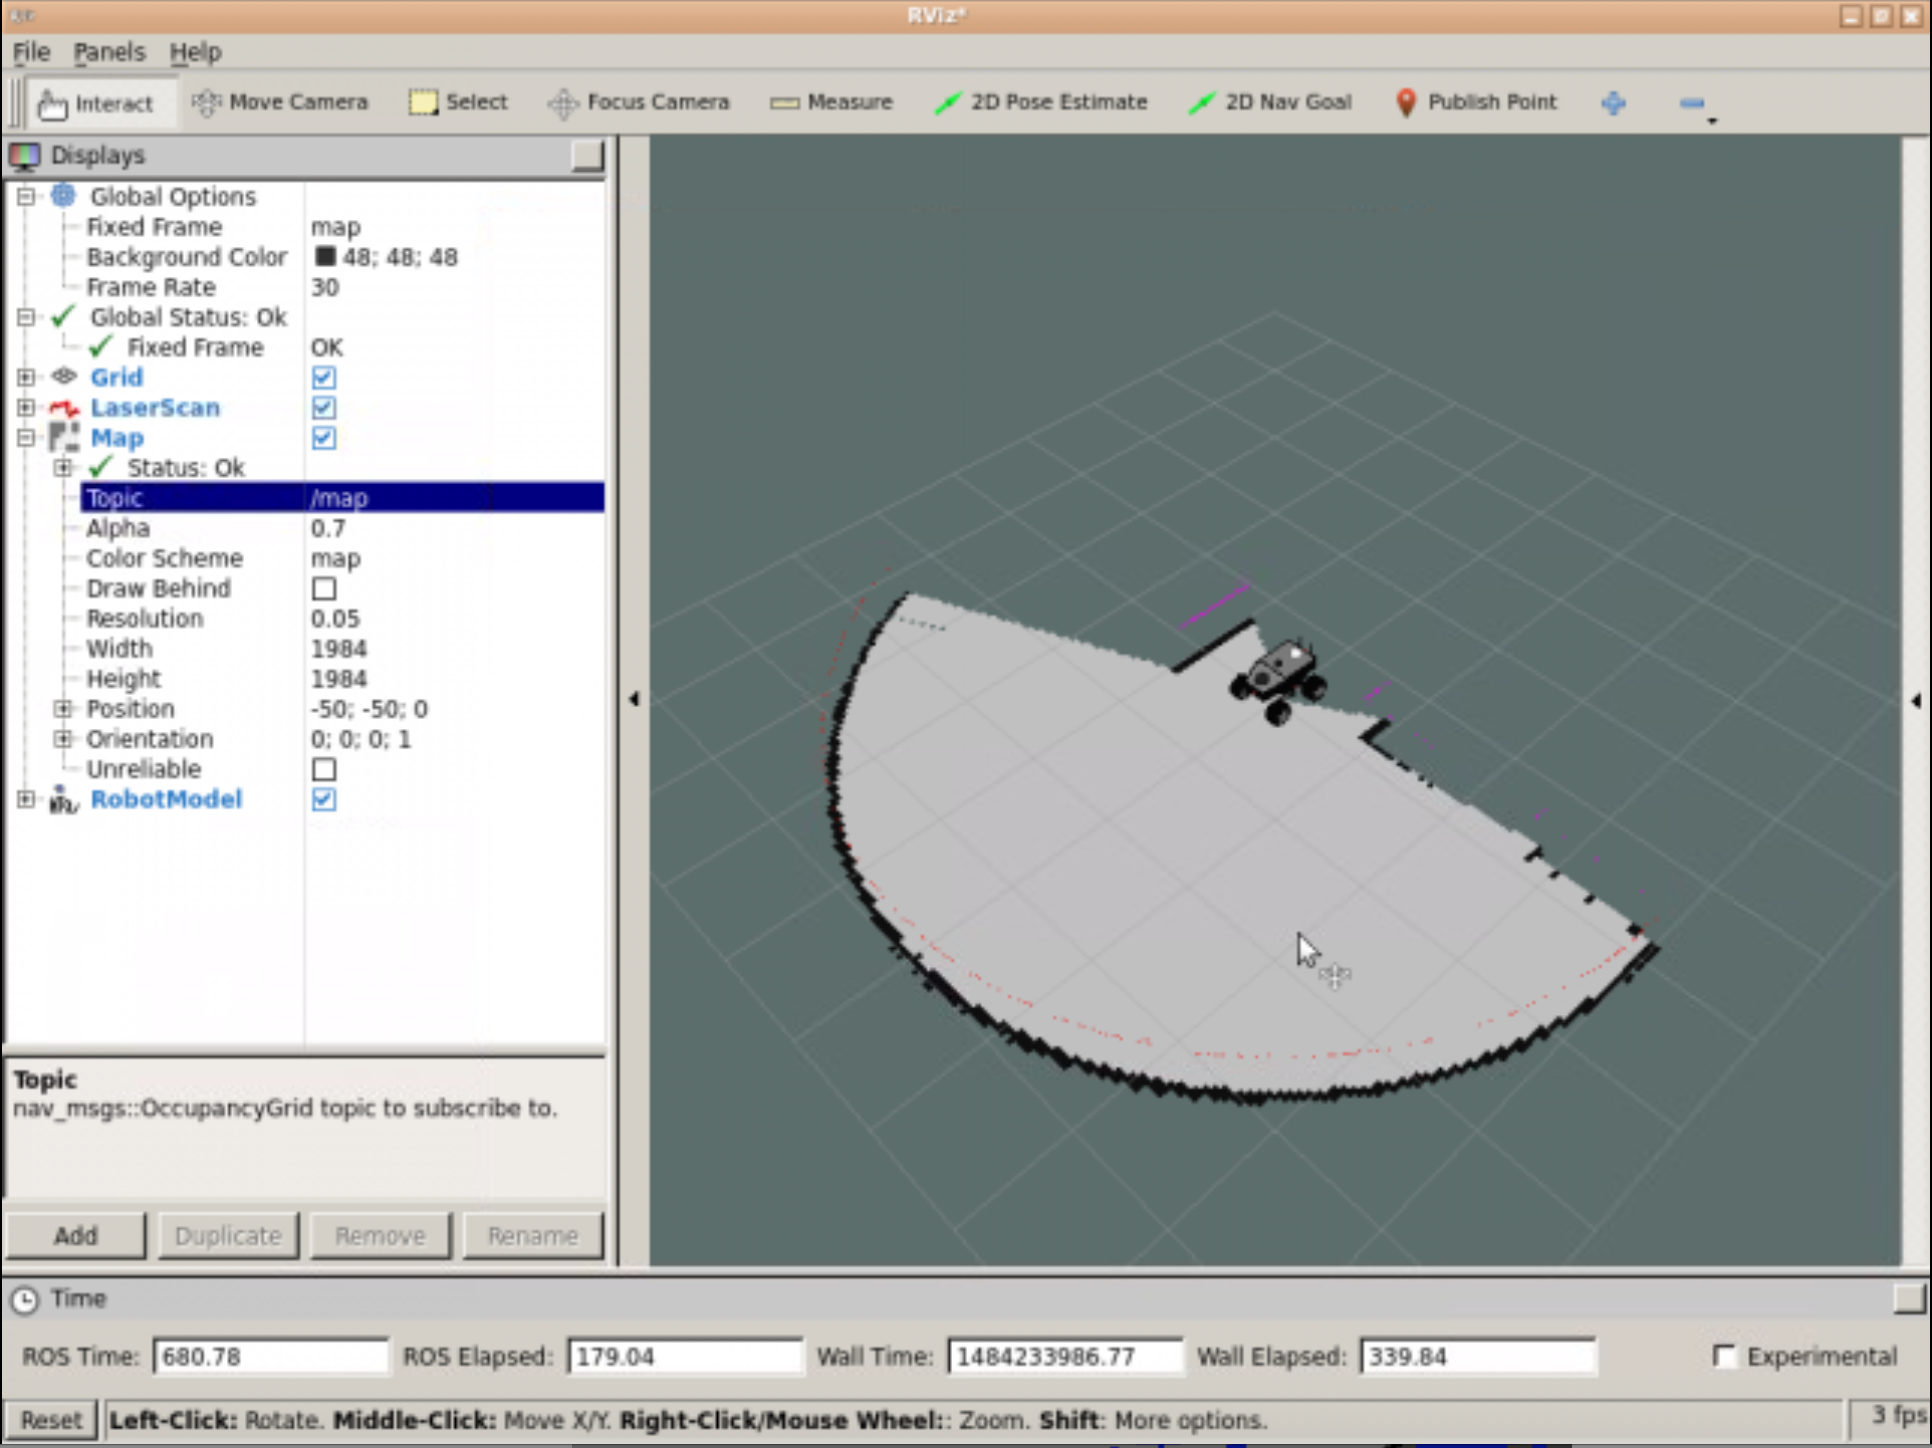 RViz*
File Panels Help
Interact Move Camera Select Focus Camera Measure 2D Pose Estimate 2D Nav Goal Publish Point
Displays
Global Options
Fixed Frame map
Background Color 48; 48; 48
Frame Rate 30
Global Status: Ok
Fixed Frame OK
Grid
LaserScan
Map
Status: Ok
Topic /map
Alpha 0.7
Color Scheme map
Draw Behind
Resolution 0.05
Width 1984
Height 1984
Position -50; -50; 0
Orientation 0; 0; 0; 1
Unreliable
RobotModel
Topic
nav_msgs::OccupancyGrid topic to subscribe to.
Add Duplicate Remove Rename
Time
ROS Time: 680.78 ROS Elapsed: 179.04 Wall Time: 1484233986.77 Wall Elapsed: 339.84 Experimental
Reset Left-Click: Rotate. Middle-Click: Move X/Y. Right-Click/Mouse Wheel:: Zoom. Shift: More options. 3 fps